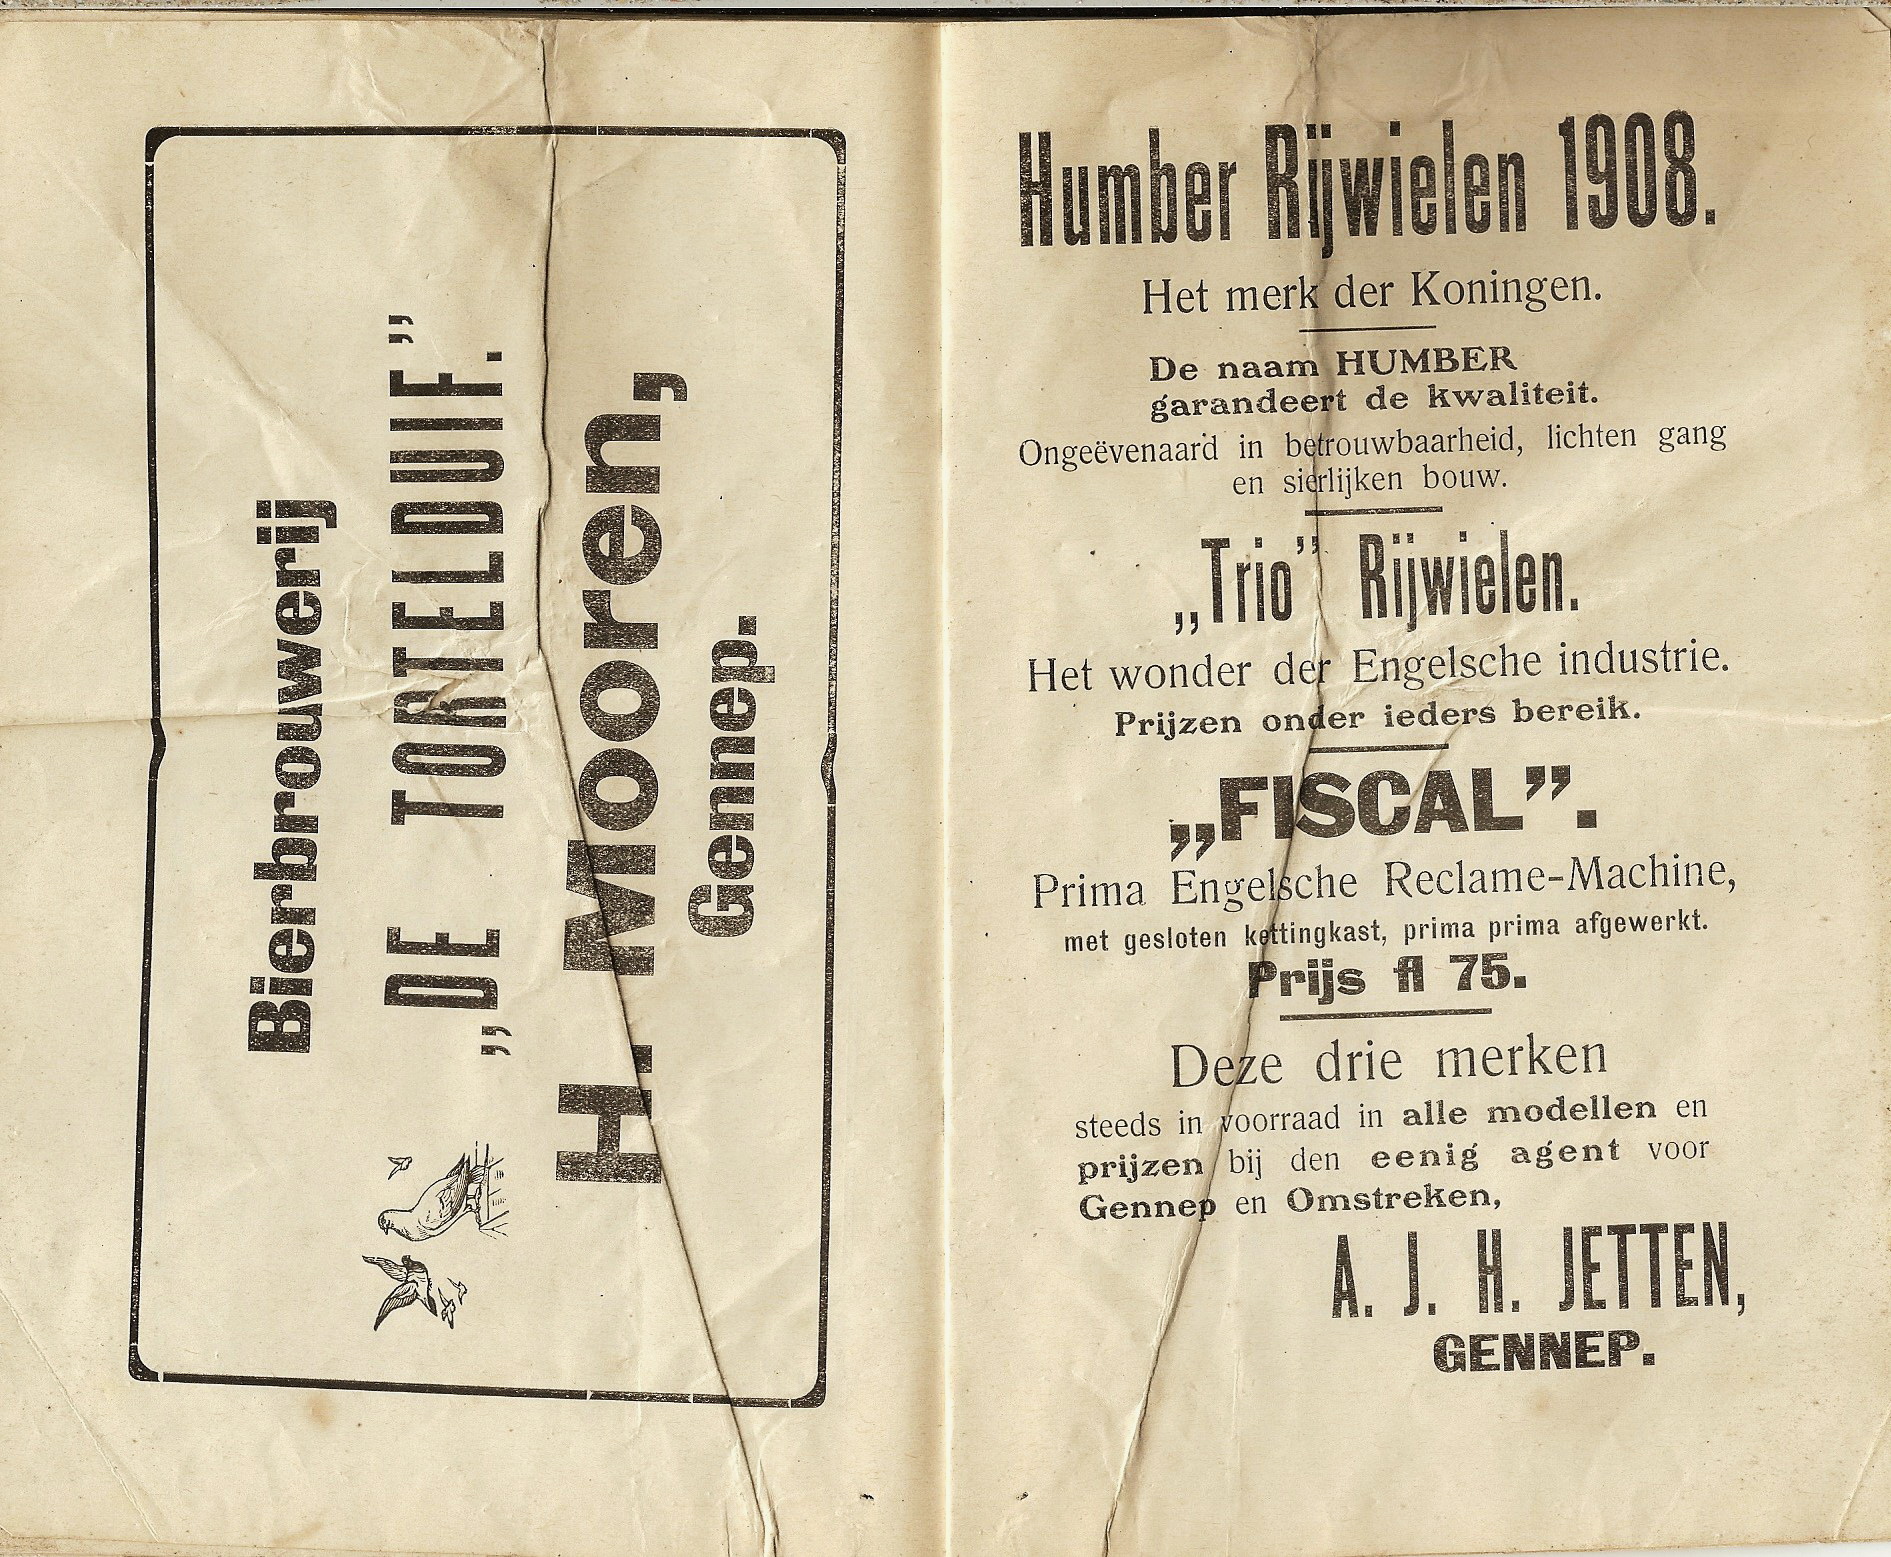 Bierbrouwerij
„DE TORTELDUIF.”
H. Mooren,
Gennep.
Humber Rijwielen 1908.
Het merk der Koningen.
De naam HUMBER
garandeert de kwaliteit.
Ongeëvenaard in betrouwbaarheid, lichten gang
en sierlijken bouw.
„Trio” Rijwielen.
Het wonder der Engelsche industrie.
Prijzen onder ieders bereik.
„FISCAL”.
Prima Engelsche Reclame-Machine,
met gesloten kettingkast, prima prima afgewerkt.
Prijs fl 75.
Deze drie merken
steeds in voorraad in alle modellen en
prijzen bij den eenig agent voor
Gennep en Omstreken,
A. J. H. JETTEN,
GENNEP.